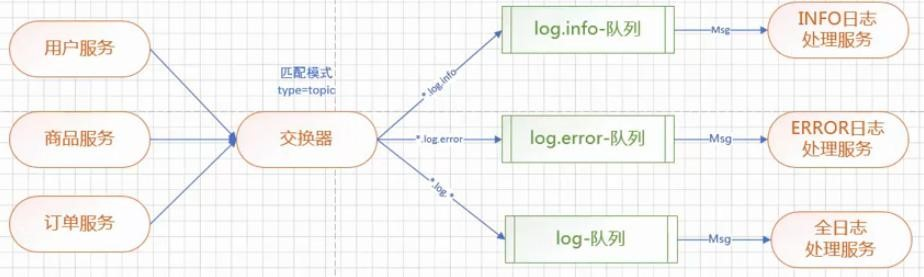 用户服务
商品服务
订单服务
匹配模式
type=topic
交换器
*.log.info
*.log.error
*.log.*
log.info-队列
log.error-队列
log-队列
Msg
Msg
Msg
INFO日志
处理服务
ERROR日志
处理服务
全日志
处理服务